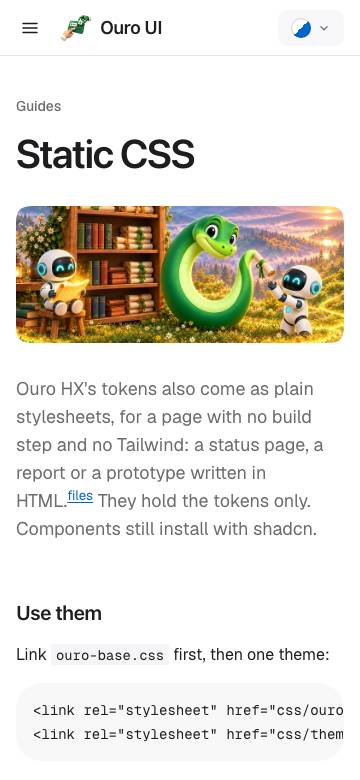 Ouro UI
Guides
Static CSS
Ouro HX's tokens also come as plain
stylesheets, for a page with no build
step and no Tailwind: a status page, a
report or a prototype written in
HTML.files They hold the tokens only.
Components still install with shadcn.
Use them
Link ouro-base.css first, then one theme:
<link rel="stylesheet" href="css/ouro
<link rel="stylesheet" href="css/them